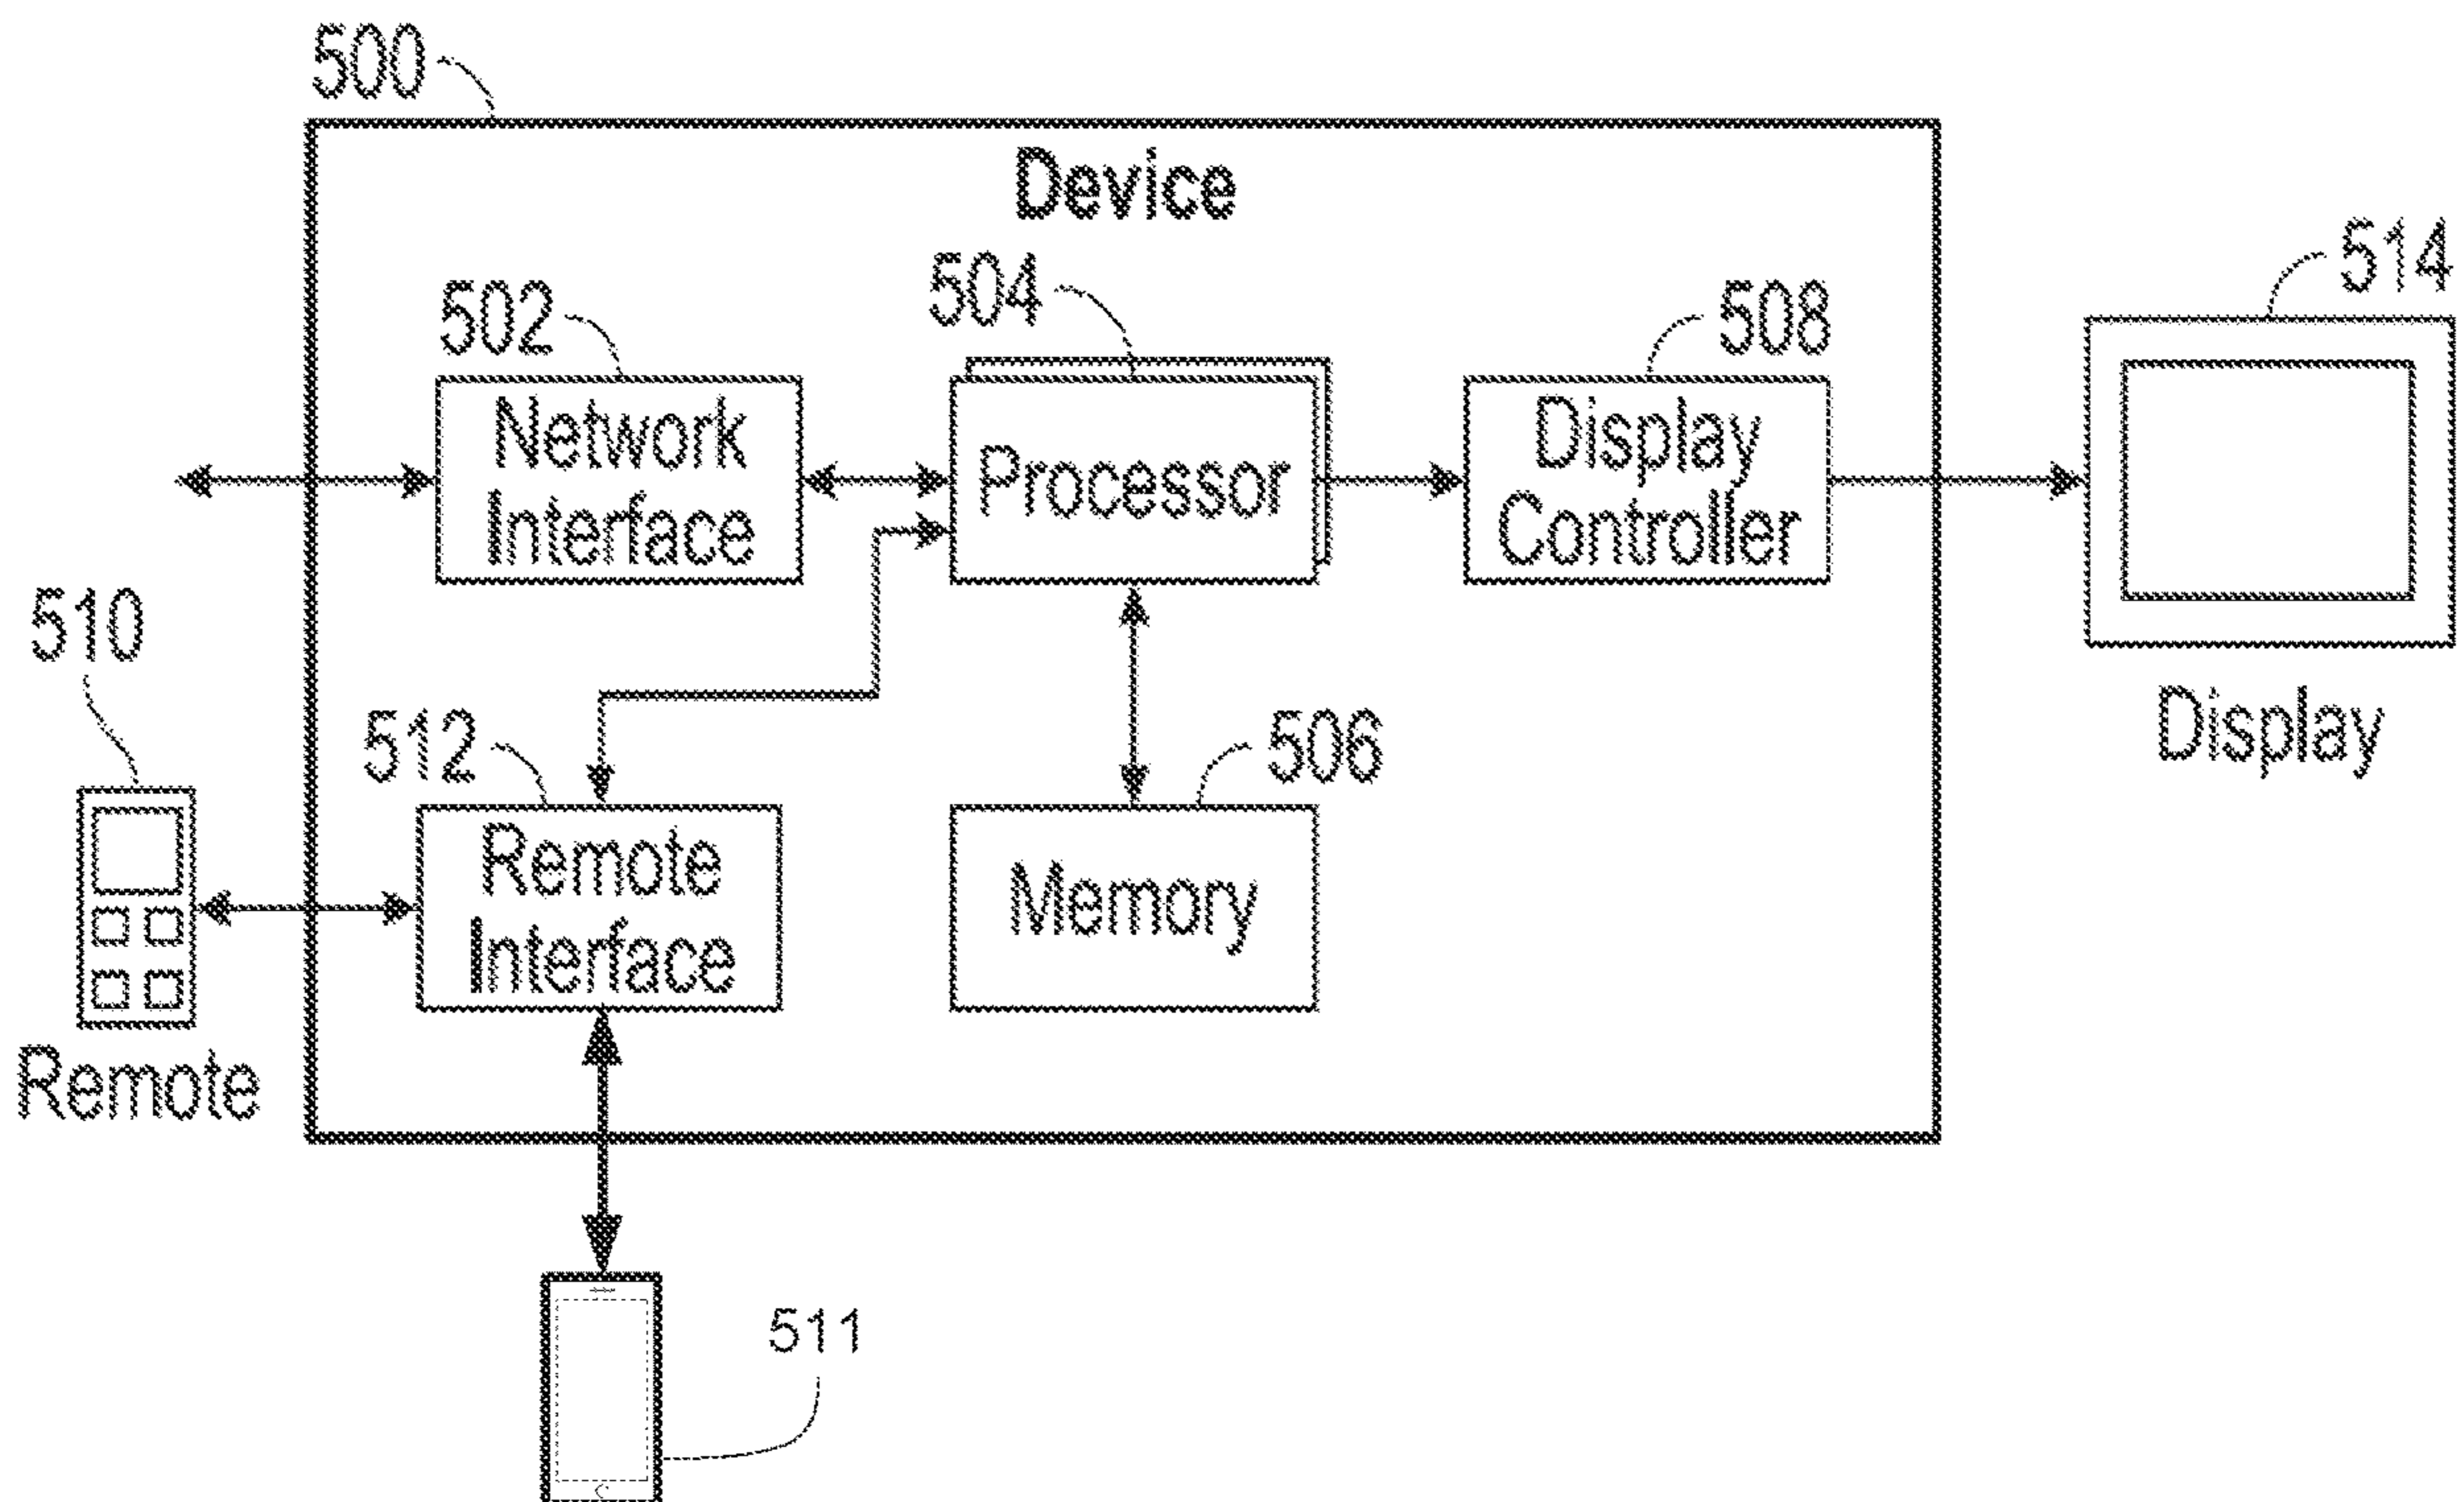 500
Device
514
504
502
508
Network
Interface
Processor
Display
Controller
510
Display
512
506
Remote
Interface
Memory
Remote
511